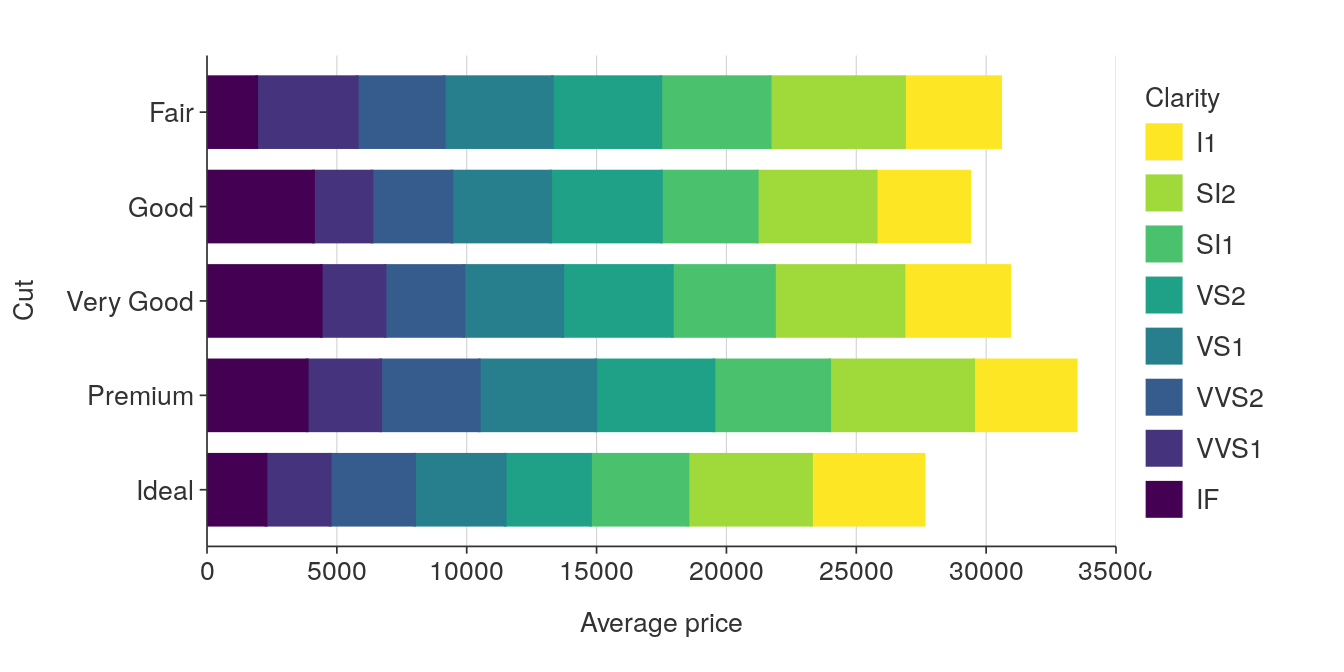 Clarity
I1
SI2
SI1
VS2
VS1
VVS2
VVS1
IF
Cut
Fair
Good
Very Good
Premium
Ideal
0 5000 10000 15000 20000 25000 30000 35000
Average price